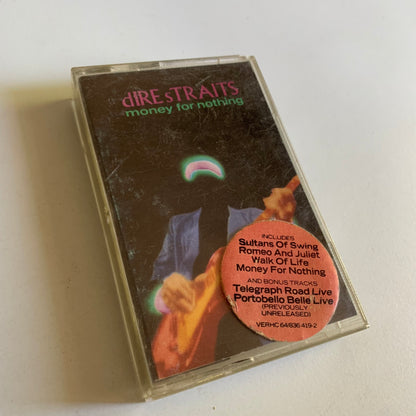 dIRE sTRAITS
money for nothing
INCLUDES
Sultans Of Swing
Romeo And Juliet
Walk Of Life
Money For Nothing
AND BONUS TRACKS
Telegraph Road Live
Portobello Belle Live
(PREVIOUSLY
UNRELEASED)
VERHC 64/836 419-2